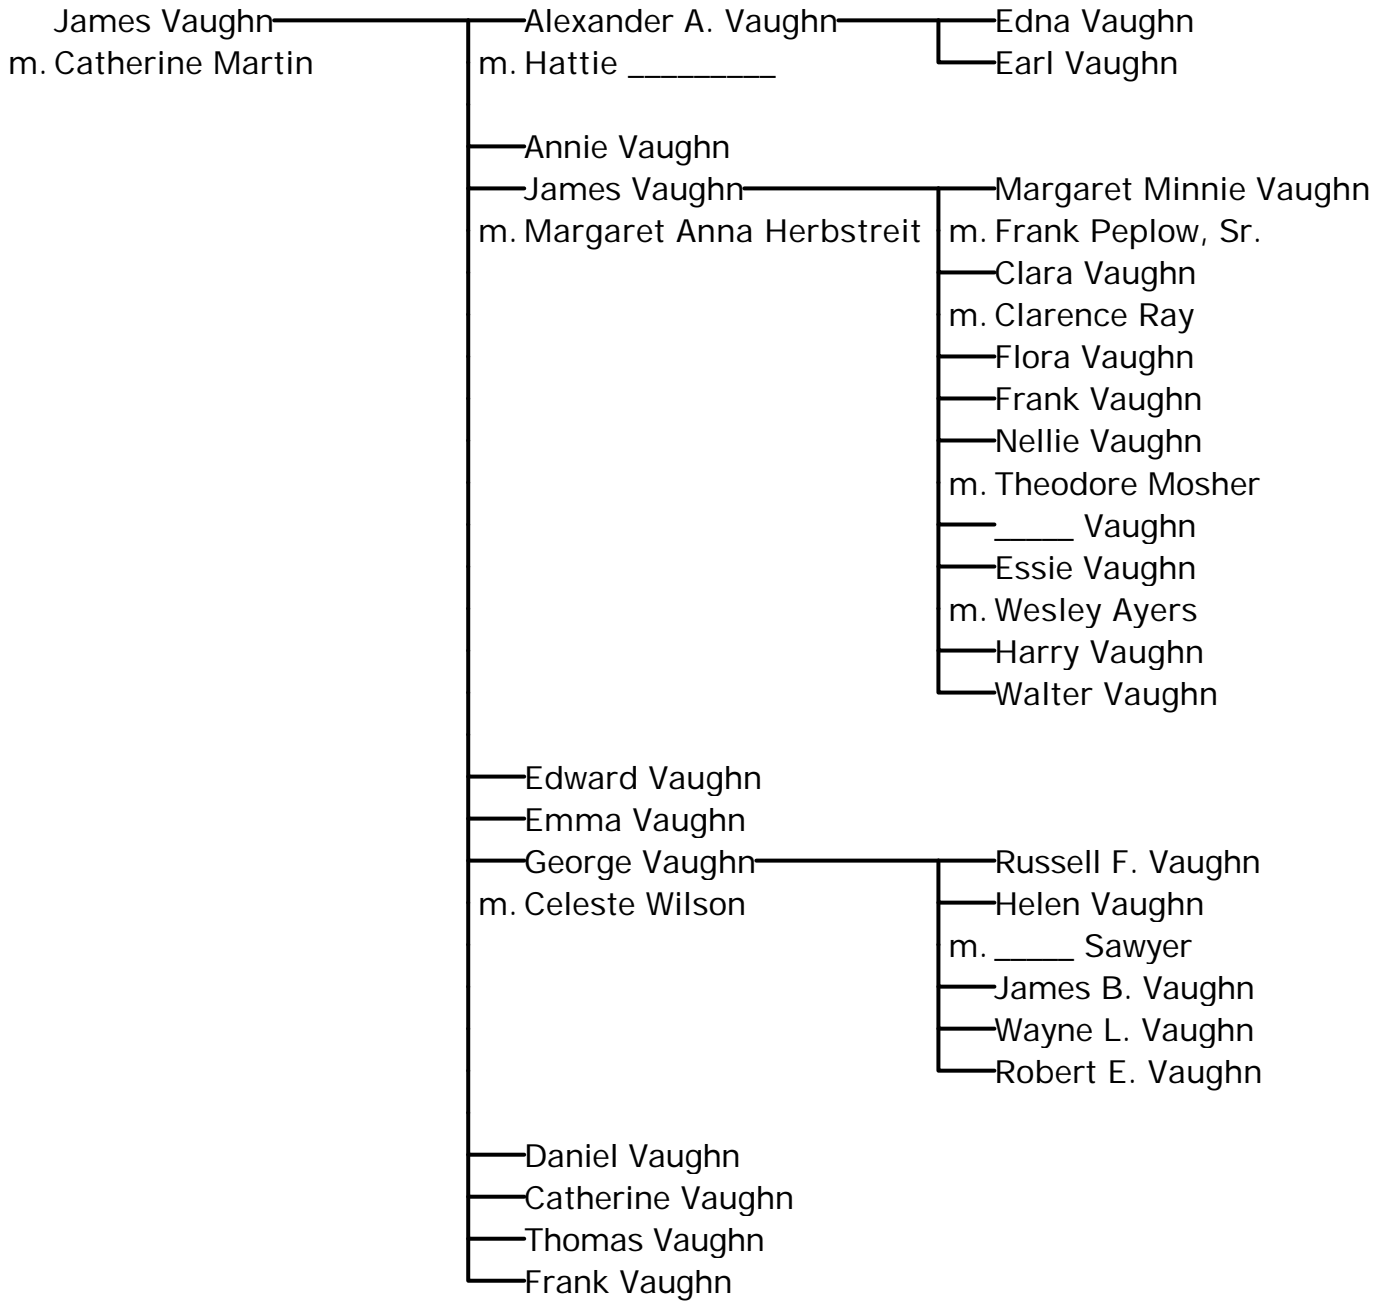 James Vaughn Alexander A. Vaughn Edna Vaughn
m. Catherine Martin m. Hattie _________ Earl Vaughn
Annie Vaughn
James Vaughn Margaret Minnie Vaughn
m. Margaret Anna Herbstreit m. Frank Peplow, Sr.
Clara Vaughn
m. Clarence Ray
Flora Vaughn
Frank Vaughn
Nellie Vaughn
m. Theodore Mosher
_____ Vaughn
Essie Vaughn
m. Wesley Ayers
Harry Vaughn
Walter Vaughn
Edward Vaughn
Emma Vaughn
George Vaughn Russell F. Vaughn
m. Celeste Wilson Helen Vaughn
m. _____ Sawyer
James B. Vaughn
Wayne L. Vaughn
Robert E. Vaughn
Daniel Vaughn
Catherine Vaughn
Thomas Vaughn
Frank Vaughn